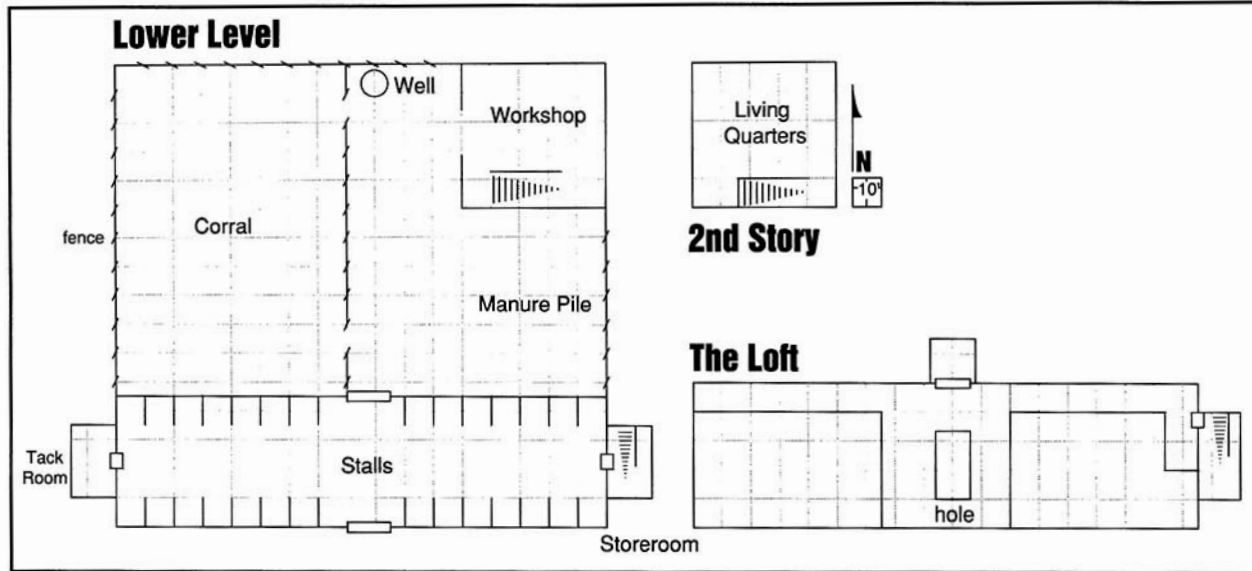 Lower Level
Well
Workshop
fence
Corral
Manure Pile
Tack
Room
Stalls
Storeroom
Living
Quarters
N
10'
2nd Story
The Loft
hole